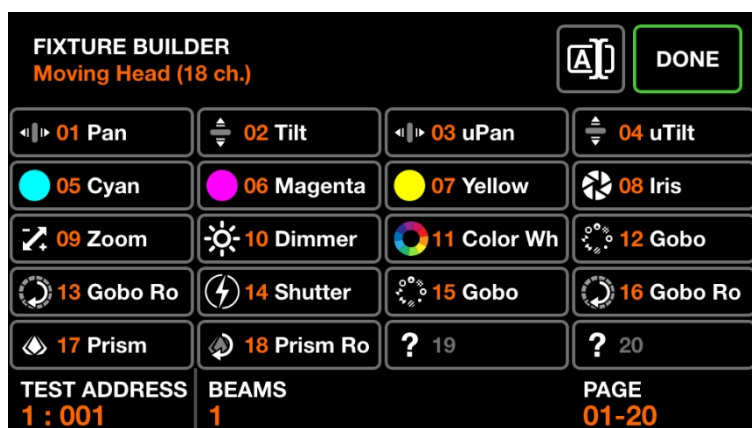 FIXTURE BUILDER
Moving Head (18 ch.)
A
DONE
01 Pan
02 Tilt
03 uPan
04 uTilt
05 Cyan
06 Magenta
07 Yellow
08 Iris
09 Zoom
10 Dimmer
11 Color Wh
12 Gobo
13 Gobo Ro
14 Shutter
15 Gobo
16 Gobo Ro
17 Prism
18 Prism Ro
? 19
? 20
TEST ADDRESS
1 : 001
BEAMS
1
PAGE
01-20